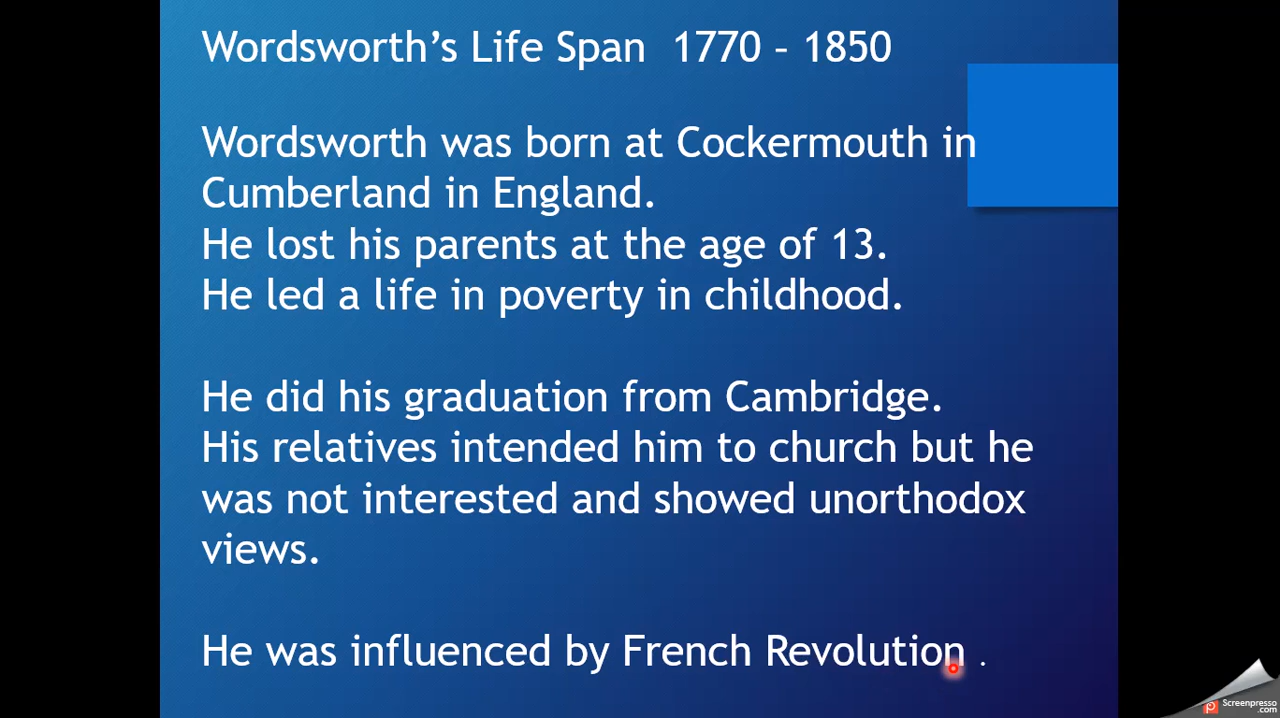 Wordsworth’s Life Span 1770 – 1850
Wordsworth was born at Cockermouth in
Cumberland in England.
He lost his parents at the age of 13.
He led a life in poverty in childhood.
He did his graduation from Cambridge.
His relatives intended him to church but he
was not interested and showed unorthodox
views.
He was influenced by French Revolution .
Screenpresso
.com